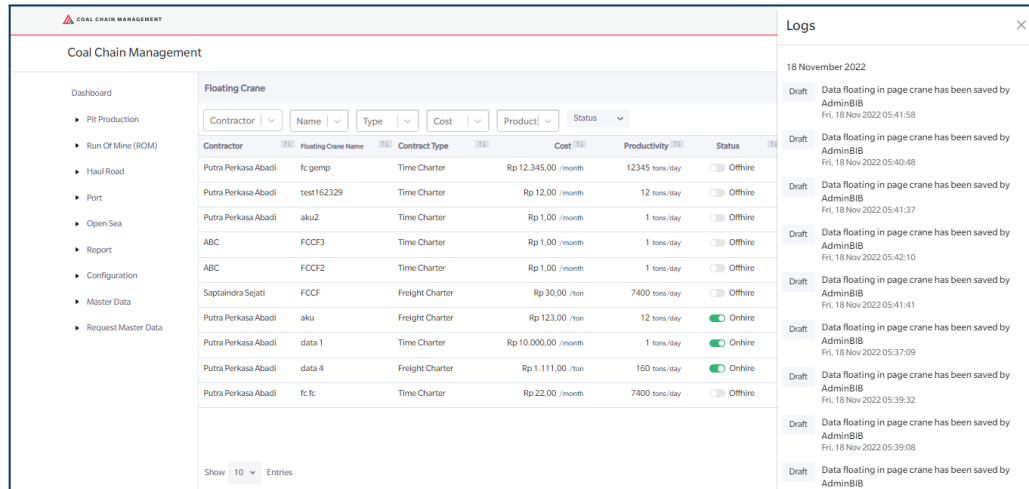 COAL CHAIN MANAGEMENT
Coal Chain Management
Dashboard
Pit Production
Run Of Mine (ROM)
Haul Road
Port
Open Sea
Report
Configuration
Master Data
Request Master Data
Floating Crane
Contractor Name Type Cost Product Status
Contractor Floating Crane Name Contract Type Cost Productivity Status
Putra Perkasa Abadi fc gemp Time Charter Rp 12.345,00 /month 12345 tons/day Offhire
Putra Perkasa Abadi test162329 Time Charter Rp 12,00 /month 12 tons/day Offhire
Putra Perkasa Abadi aku2 Time Charter Rp 1,00 /month 1 tons/day Offhire
ABC FCCF3 Time Charter Rp 1,00 /month 1 tons/day Offhire
ABC FCCF2 Time Charter Rp 1,00 /month 1 tons/day Offhire
Saptaindra Sejati FCCF Freight Charter Rp 30,00 /ton 7400 tons/day Offhire
Putra Perkasa Abadi aku Freight Charter Rp 123,00 /ton 12 tons/day Onhire
Putra Perkasa Abadi data 1 Time Charter Rp 10.000,00 /month 1 tons/day Onhire
Putra Perkasa Abadi data 4 Freight Charter Rp 1.111,00 /ton 160 tons/day Onhire
Putra Perkasa Abadi fc fc Time Charter Rp 22,00 /month 7400 tons/day Offhire
Show 10 Entries
Logs
18 November 2022
Draft Data floating in page crane has been saved by
AdminBIB
Fri, 18 Nov 2022 05:41:58
Draft Data floating in page crane has been saved by
AdminBIB
Fri, 18 Nov 2022 05:40:48
Draft Data floating in page crane has been saved by
AdminBIB
Fri, 18 Nov 2022 05:41:37
Draft Data floating in page crane has been saved by
AdminBIB
Fri, 18 Nov 2022 05:42:10
Draft Data floating in page crane has been saved by
AdminBIB
Fri, 18 Nov 2022 05:41:41
Draft Data floating in page crane has been saved by
AdminBIB
Fri, 18 Nov 2022 05:37:09
Draft Data floating in page crane has been saved by
AdminBIB
Fri, 18 Nov 2022 05:39:32
Draft Data floating in page crane has been saved by
AdminBIB
Fri, 18 Nov 2022 05:39:08
Draft Data floating in page crane has been saved by
AdminBIB